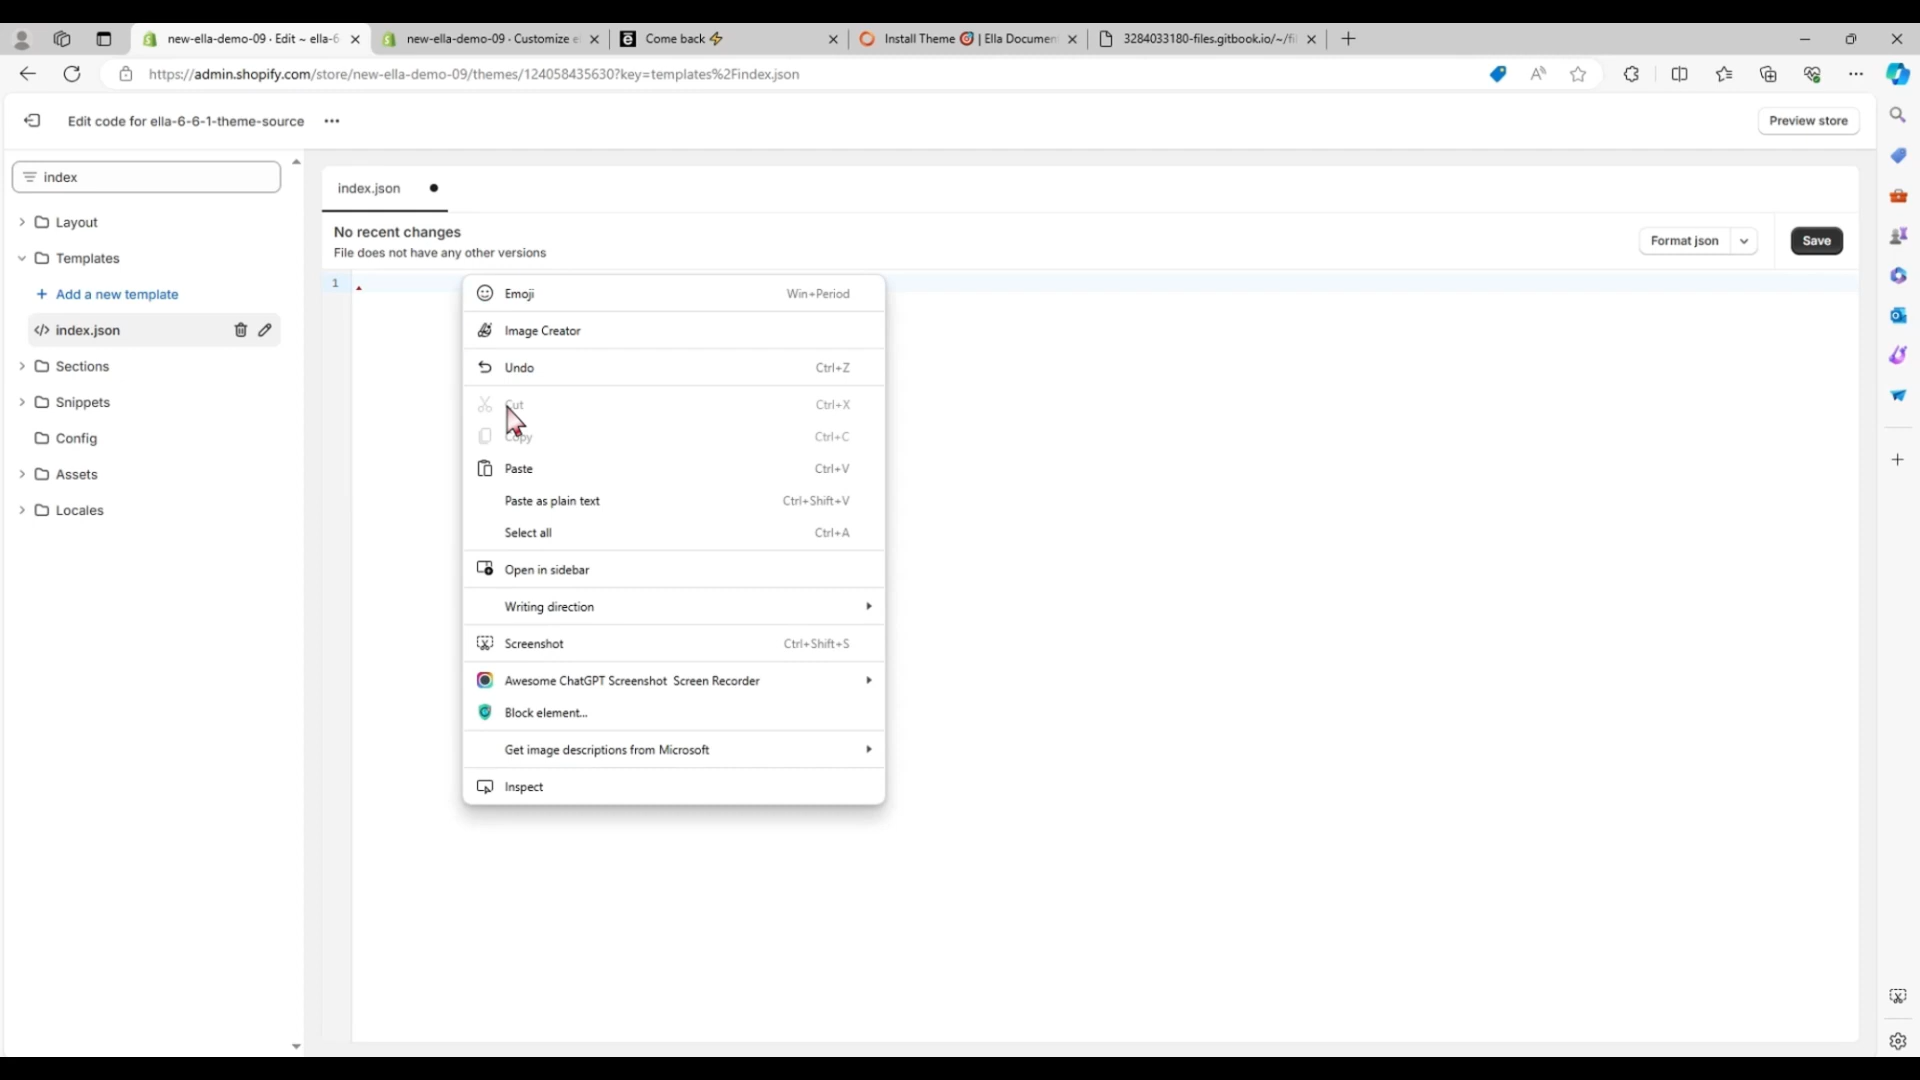 new-ella-demo-09 · Edit ~ ella-6
new-ella-demo-09 · Customize e
Come back⚡
Install Theme 🎯 | Ella Documen
3284033180-files.gitbook.io/~/fi
https://admin.shopify.com/store/new-ella-demo-09/themes/124058435630?key=templates%2Findex.json
Edit code for ella-6-6-1-theme-source
Preview store
index
Layout
Templates
Add a new template
index.json
Sections
Snippets
Config
Assets
Locales
index.json
No recent changes
File does not have any other versions
Format json
Save
1
Emoji Win+Period
Image Creator
Undo Ctrl+Z
Cut Ctrl+X
Copy Ctrl+C
Paste Ctrl+V
Paste as plain text Ctrl+Shift+V
Select all Ctrl+A
Open in sidebar
Writing direction
Screenshot Ctrl+Shift+S
Awesome ChatGPT Screenshot Screen Recorder
Block element...
Get image descriptions from Microsoft
Inspect